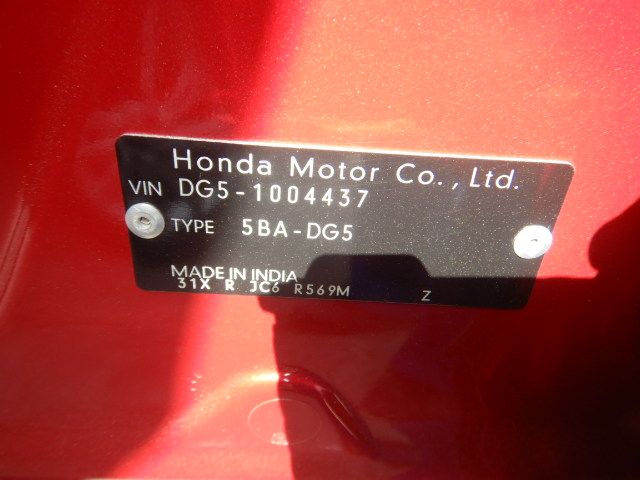 Honda Motor Co., Ltd.
VIN DG5-1004437
TYPE 5BA-DG5
MADE IN INDIA
31X R JC6 R569M Z